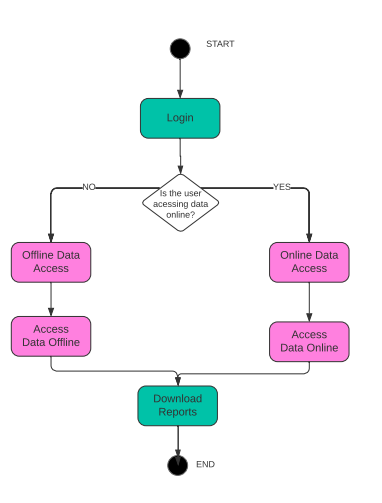 START
Login
Is the user
acessing data
online?
NO
YES
Offline Data
Access
Online Data
Access
Access
Data Offline
Access
Data Online
Download
Reports
END